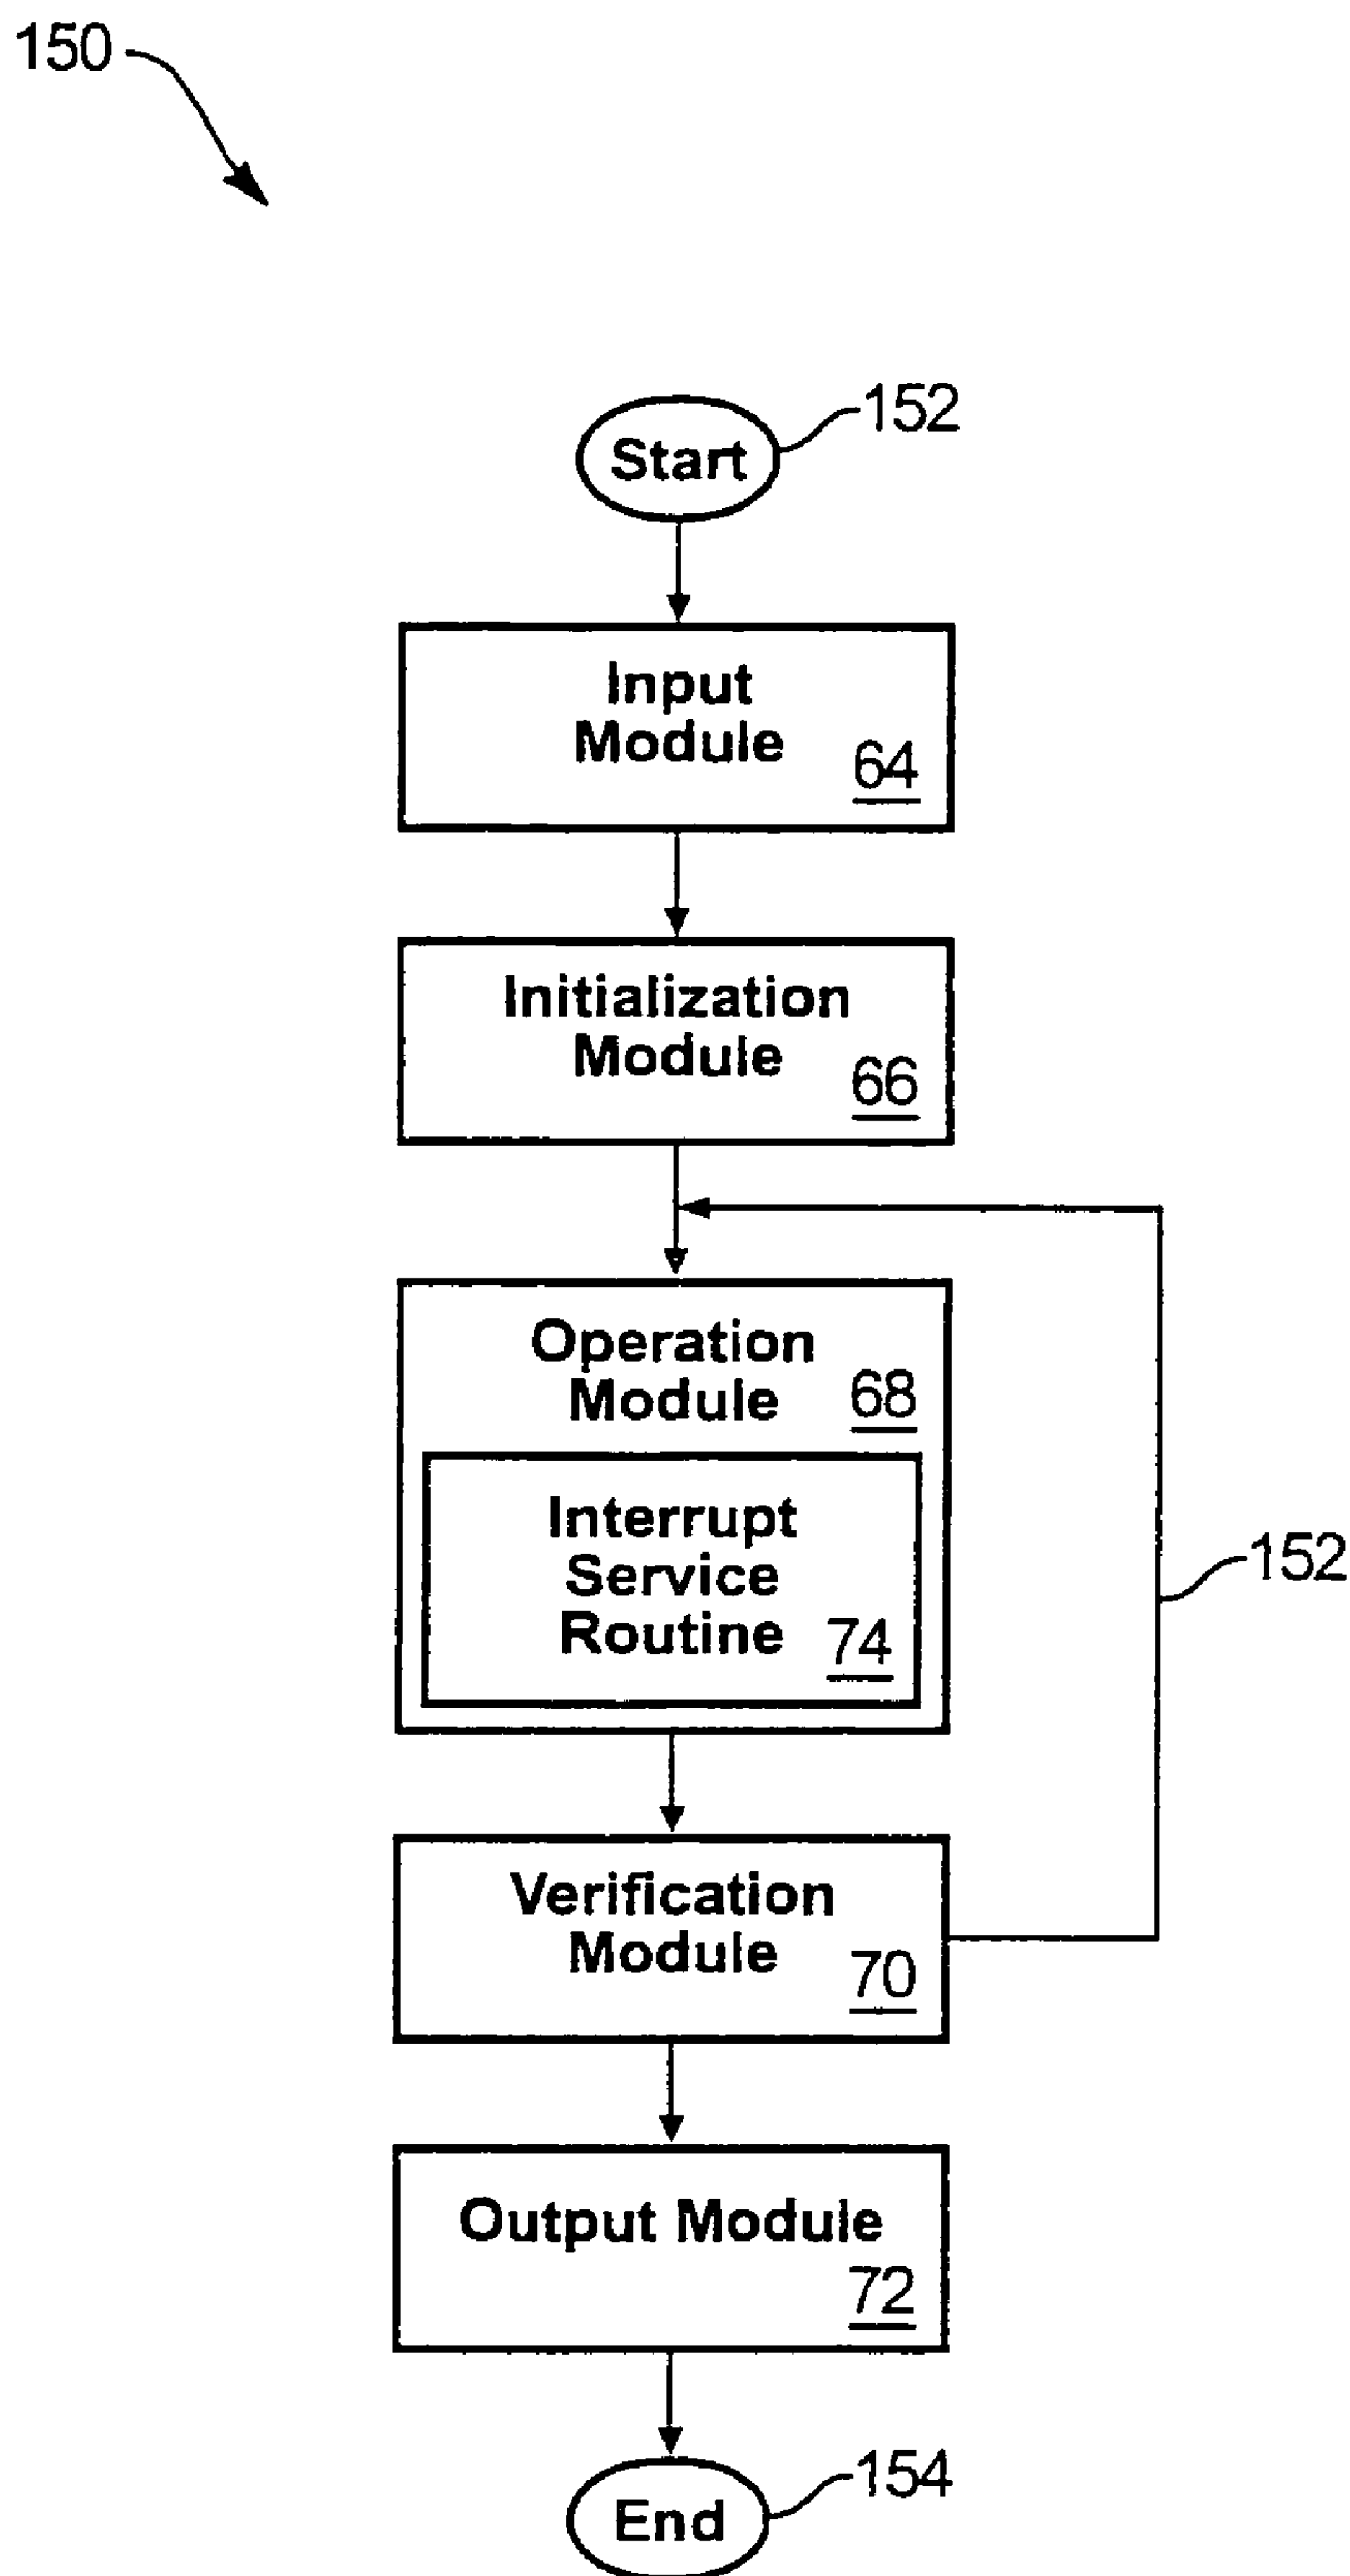 150
Start
152
Input
Module
64
Initialization
Module
66
Operation
Module
68
Interrupt
Service
Routine
74
152
Verification
Module
70
Output Module
72
End
154